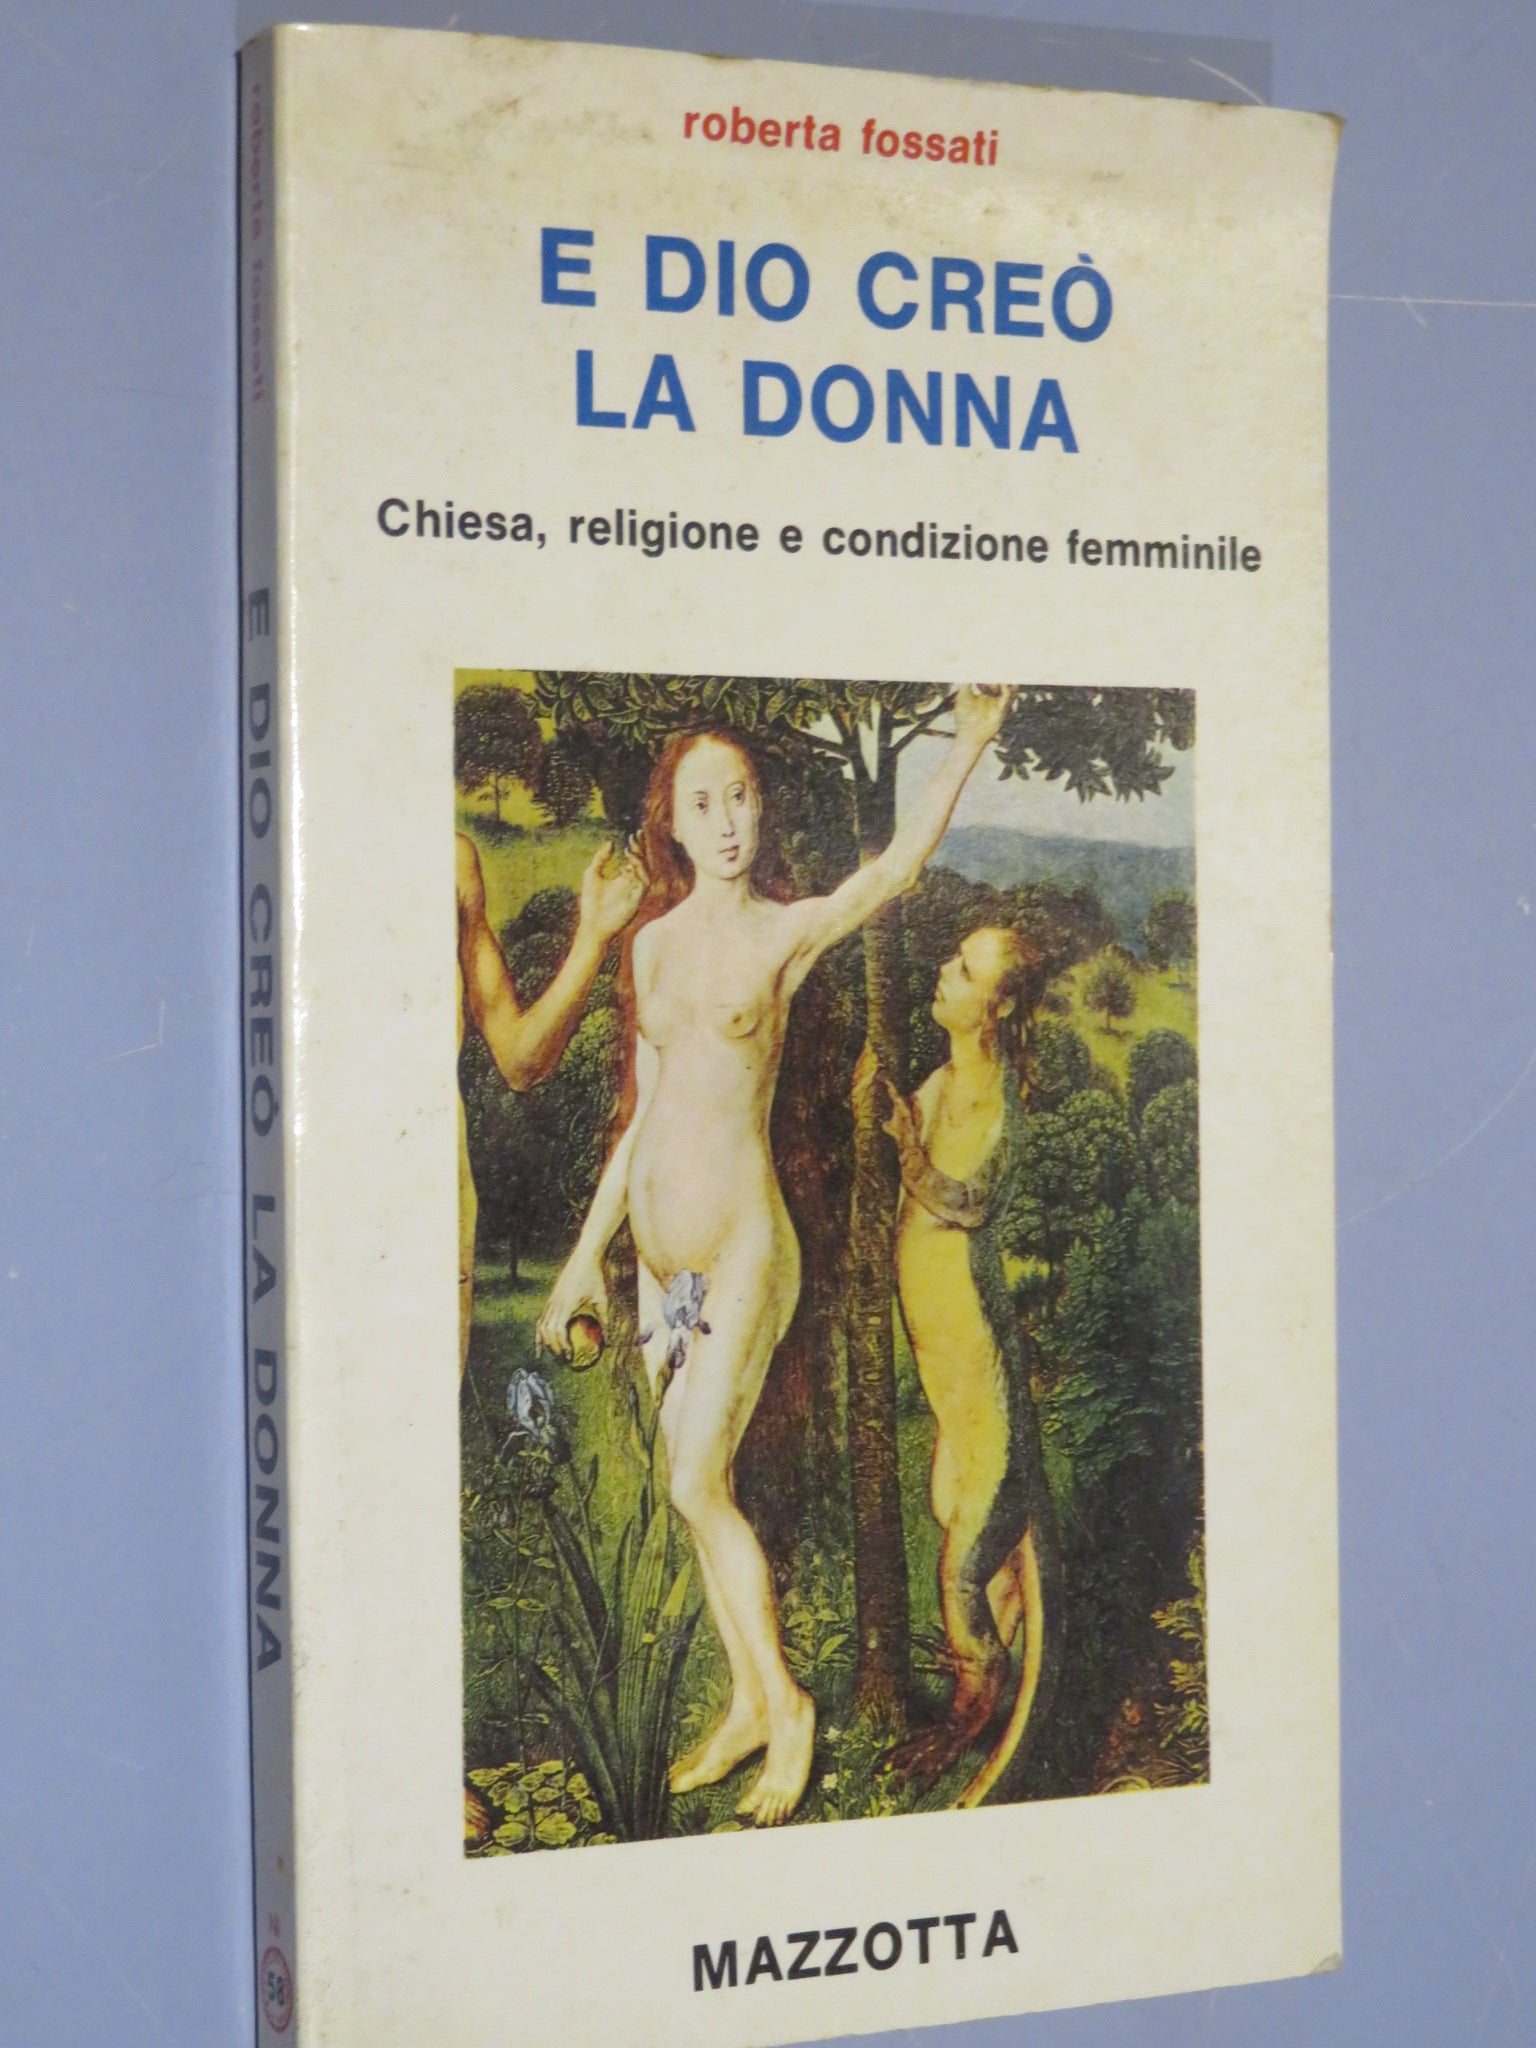 roberta fossati
E DIO CREÒ
LA DONNA
Chiesa, religione e condizione femminile
MAZZOTTA
roberta fossati
E DIO CREÒ LA DONNA
N
58